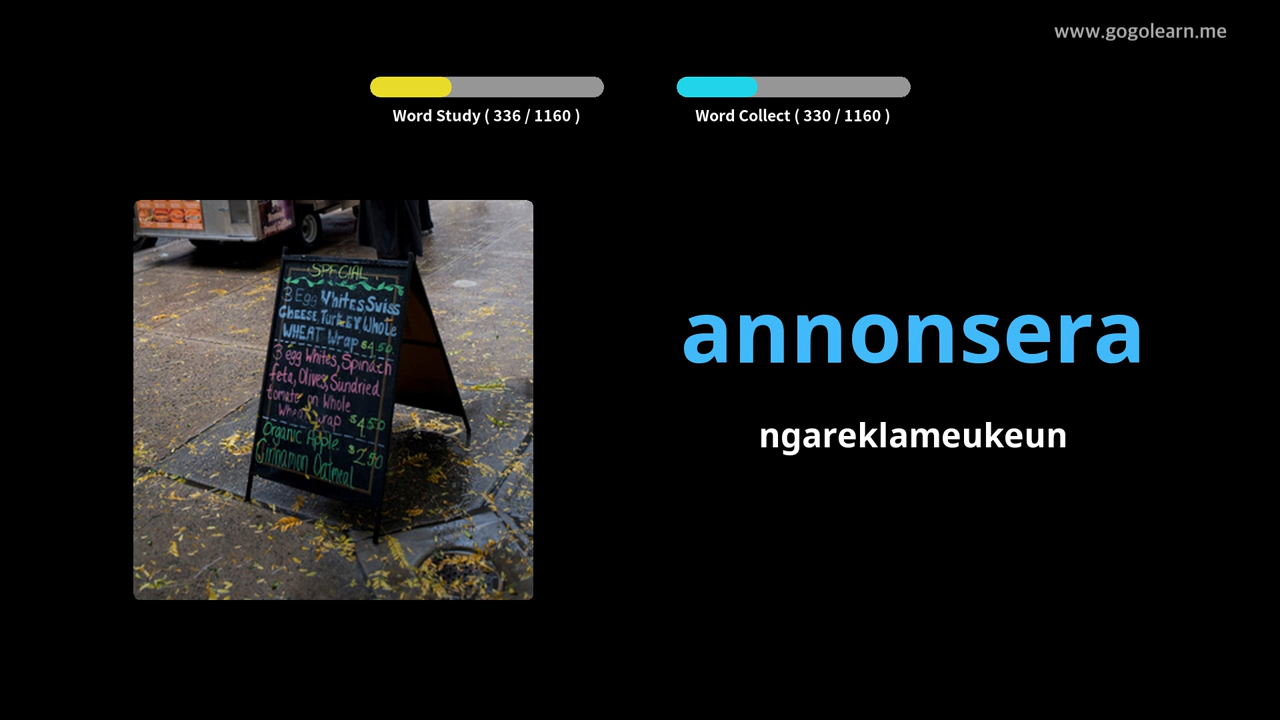 www.gogolearn.me
Word Study ( 336 / 1160 )
Word Collect ( 330 / 1160 )
SPECIAL
3 Egg Whites, Swiss
Cheese, Turkey Whole
WHEAT Wrap $4.50
3 egg Whites, Spinach
feta, Olives, Sundried
tomato on Whole
Wheat Wrap $4.50
Organic Apple
Cinnamon Oatmeal $2.50
annonsera
ngareklameukeun